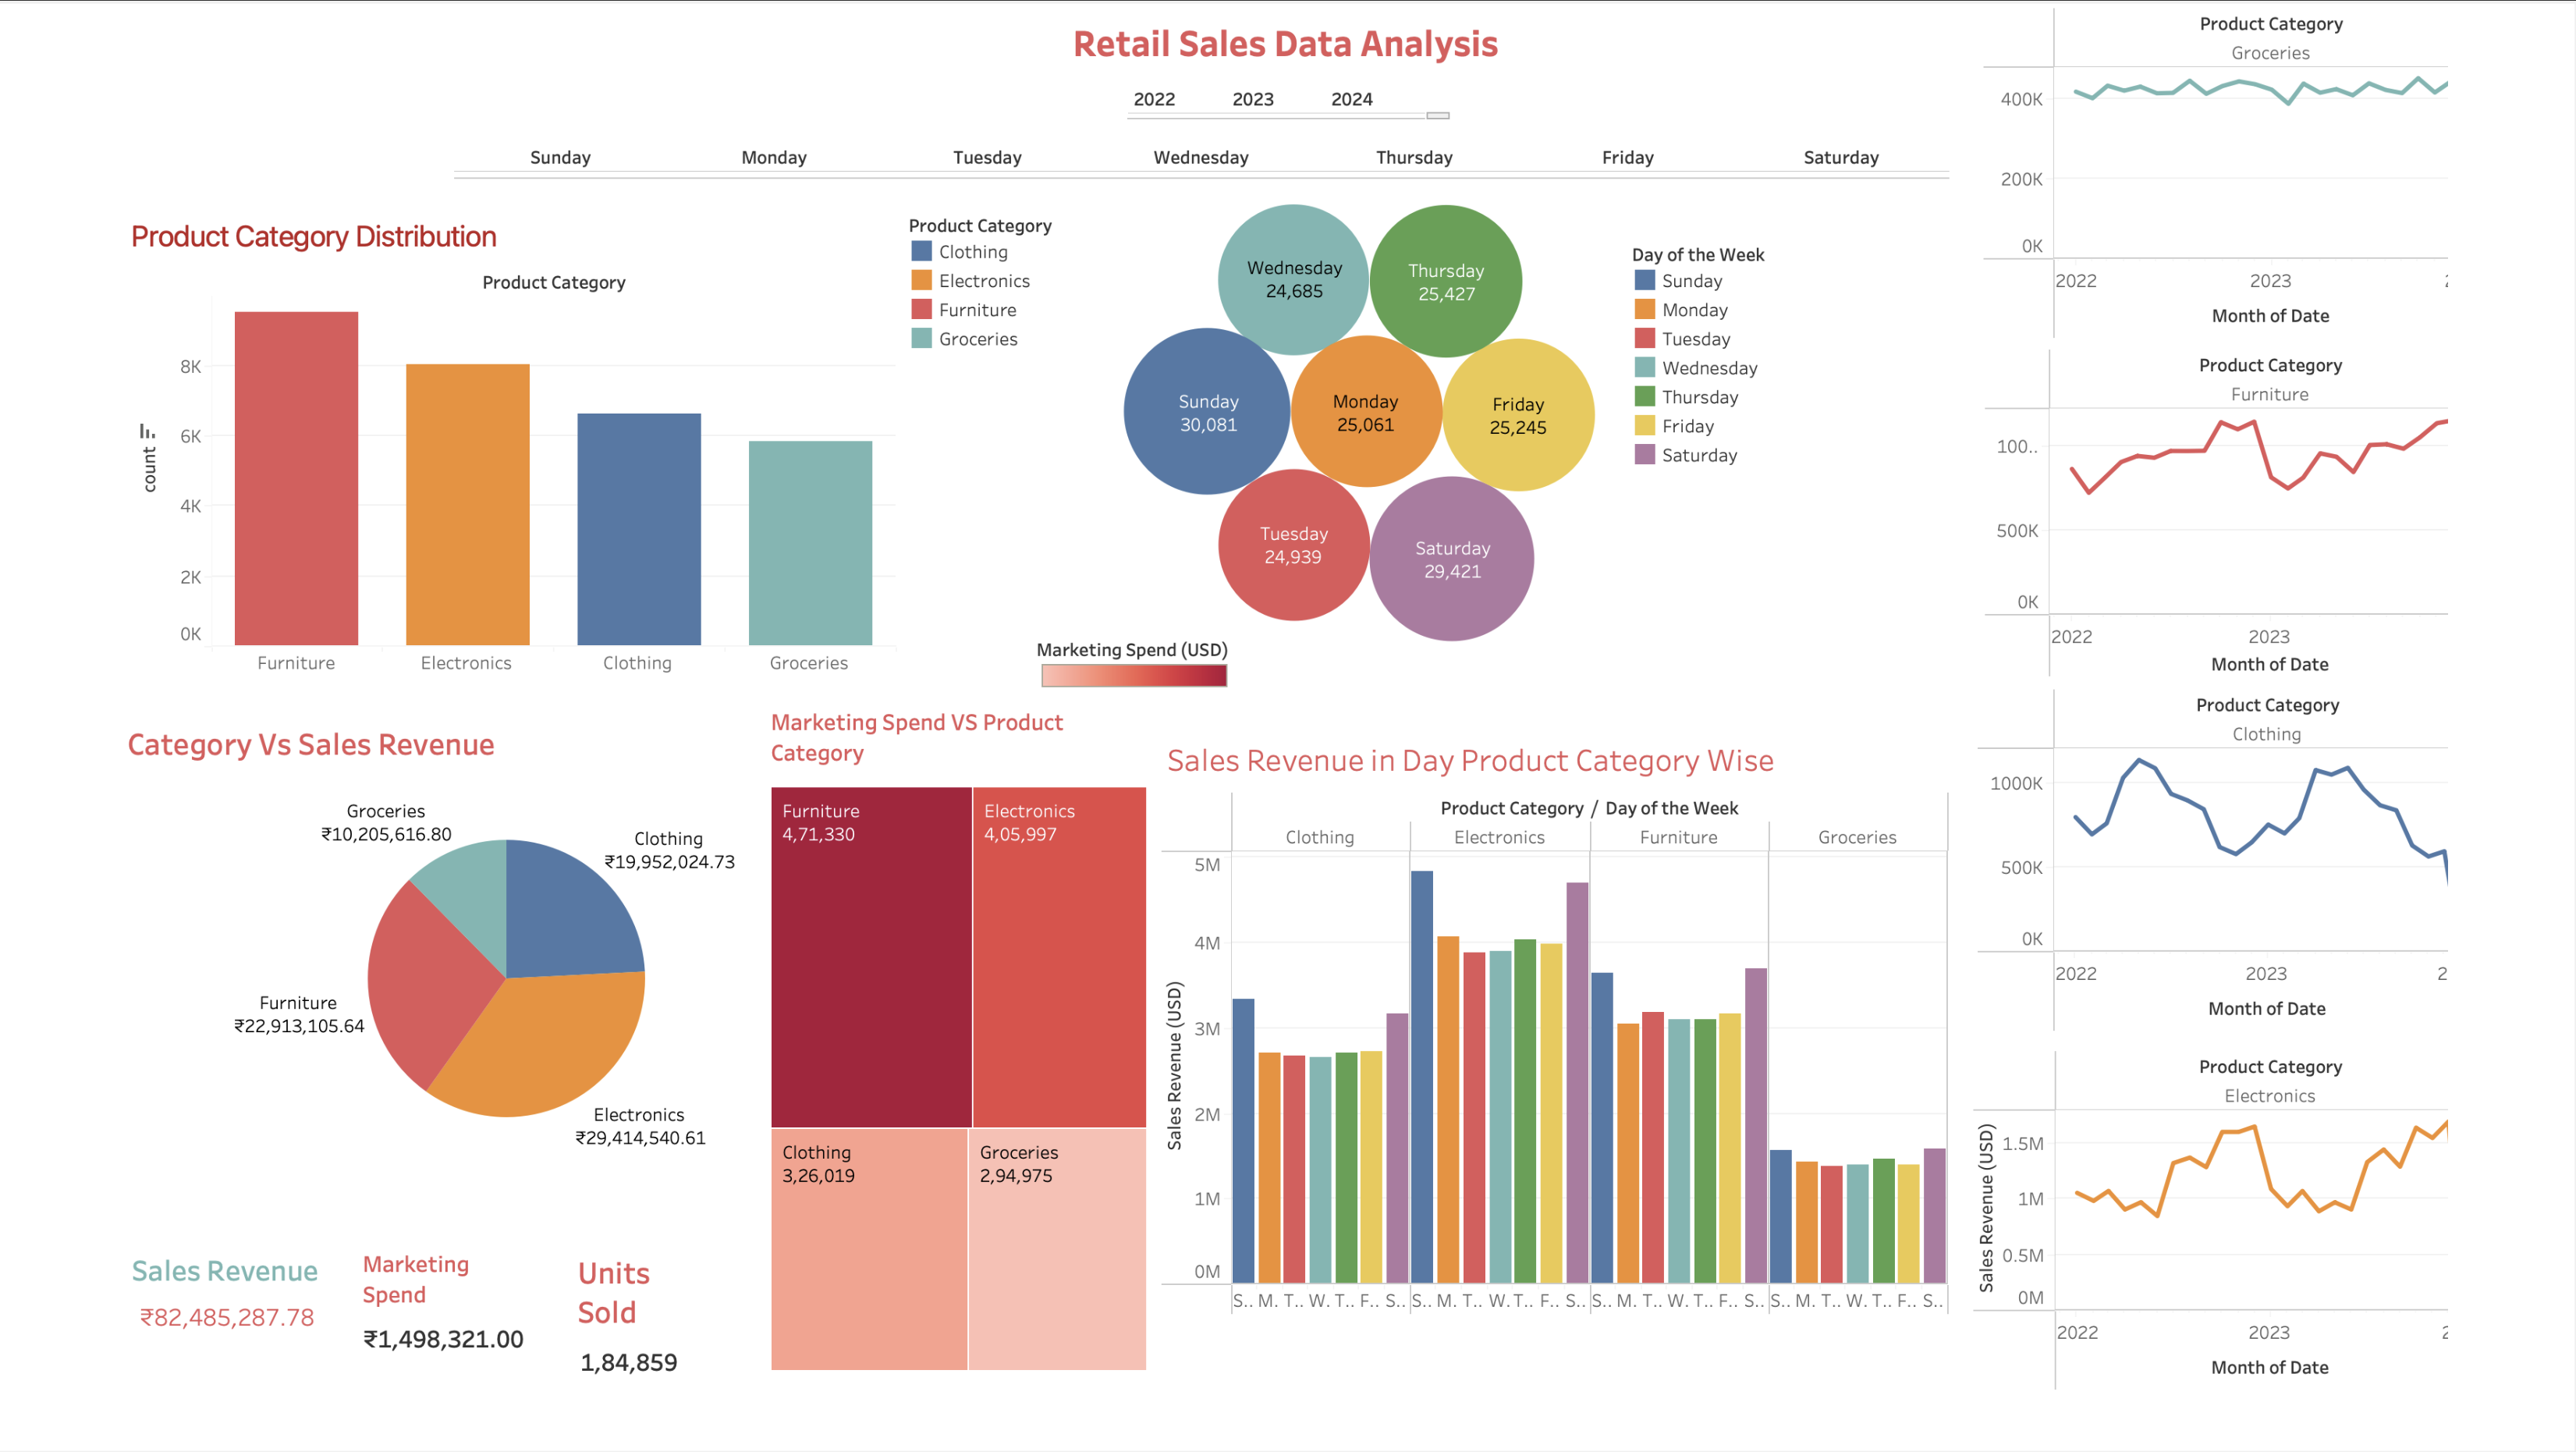 Retail Sales Data Analysis
2022 2023 2024
Sunday Monday Tuesday Wednesday Thursday Friday Saturday
Product Category Distribution
Product Category
count
8K
6K
4K
2K
0K
Furniture Electronics Clothing Groceries
Product Category
Clothing
Electronics
Furniture
Groceries
Wednesday
24,685
Thursday
25,427
Sunday
30,081
Monday
25,061
Friday
25,245
Tuesday
24,939
Saturday
29,421
Day of the Week
Sunday
Monday
Tuesday
Wednesday
Thursday
Friday
Saturday
Marketing Spend (USD)
Category Vs Sales Revenue
Groceries
₹10,205,616.80
Clothing
₹19,952,024.73
Furniture
₹22,913,105.64
Electronics
₹29,414,540.61
Sales Revenue
₹82,485,287.78
Marketing
Spend
₹1,498,321.00
Units
Sold
1,84,859
Marketing Spend VS Product
Category
Furniture
4,71,330
Electronics
4,05,997
Clothing
3,26,019
Groceries
2,94,975
Sales Revenue in Day Product Category Wise
Product Category / Day of the Week
Clothing Electronics Furniture Groceries
Sales Revenue (USD)
5M
4M
3M
2M
1M
0M
S.. M. T.. W. T.. F.. S.. S.. M. T.. W. T.. F.. S.. S.. M. T.. W. T.. F.. S.. S.. M. T.. W. T.. F.. S..
Product Category
Groceries
400K
200K
0K
2022 2023
Month of Date
Product Category
Furniture
100..
500K
0K
2022 2023
Month of Date
Product Category
Clothing
1000K
500K
0K
2022 2023 2
Month of Date
Product Category
Electronics
Sales Revenue (USD)
1.5M
1M
0.5M
0M
2022 2023
Month of Date